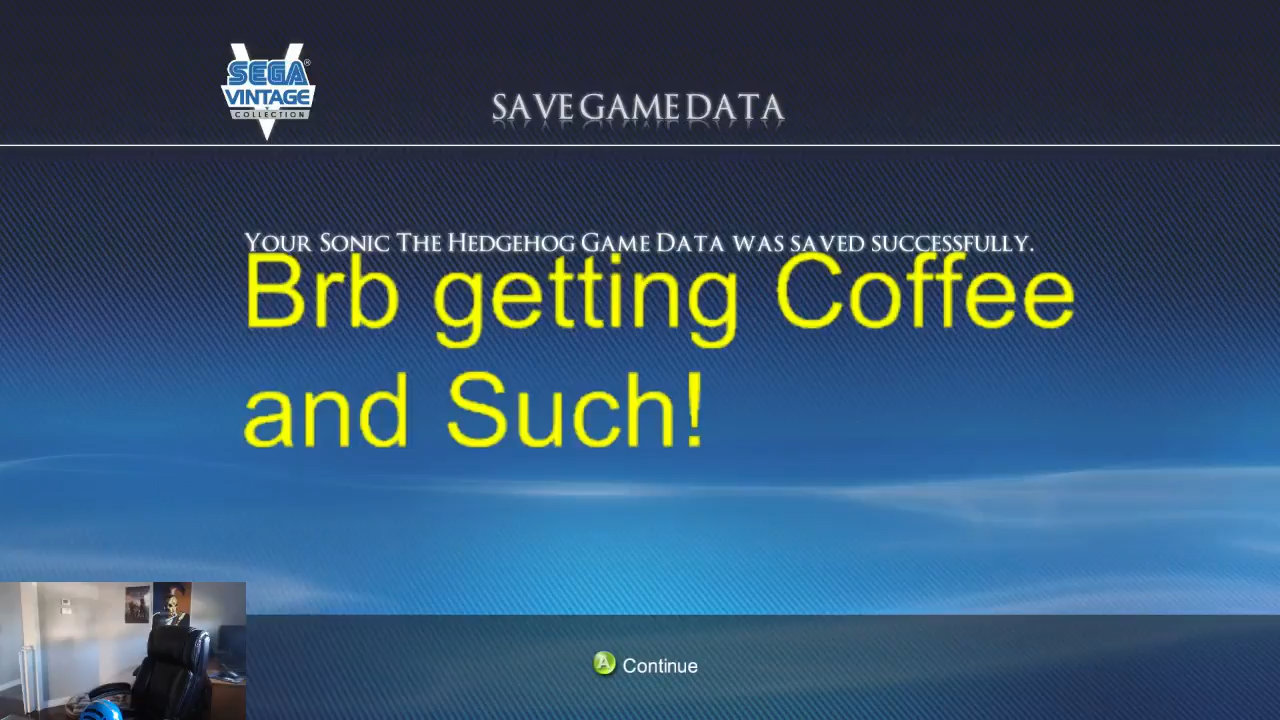 SEGA®
VINTAGE
COLLECTION
SAVE GAME DATA
YOUR SONIC THE HEDGEHOG GAME DATA WAS SAVED SUCCESSFULLY.
Brb getting Coffee
and Such!
A Continue